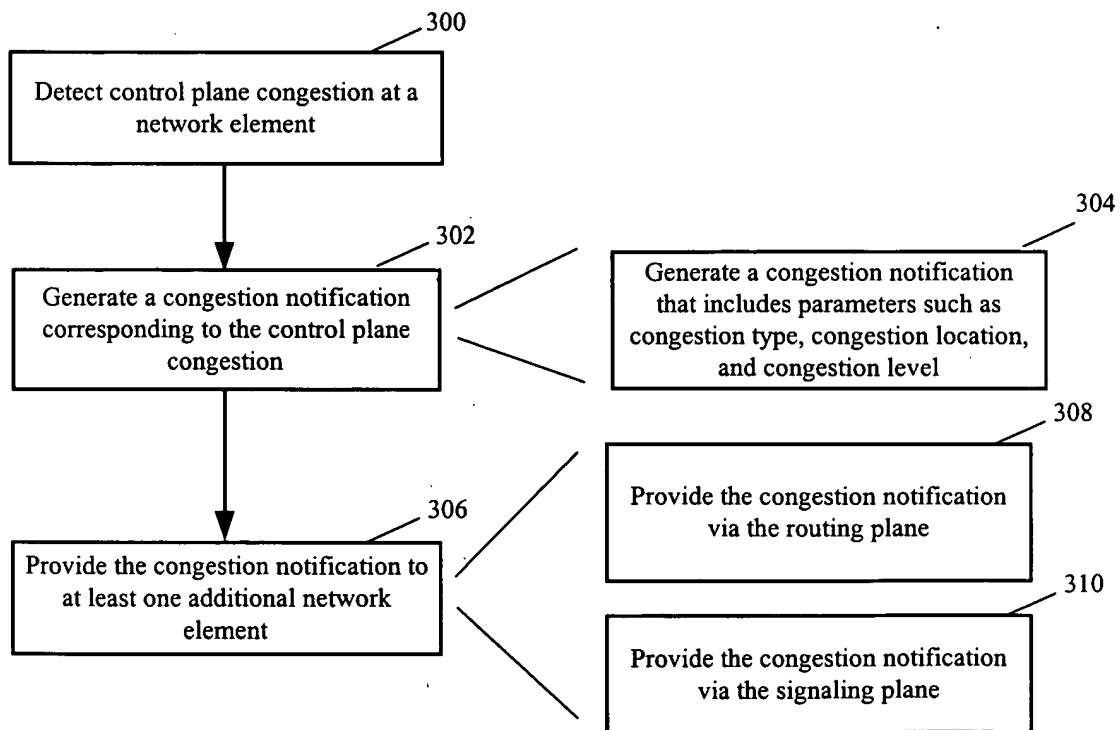 300
Detect control plane congestion at a
network element
302
Generate a congestion notification
corresponding to the control plane
congestion
304
Generate a congestion notification
that includes parameters such as
congestion type, congestion location,
and congestion level
306
Provide the congestion notification to
at least one additional network
element
308
Provide the congestion notification
via the routing plane
310
Provide the congestion notification
via the signaling plane